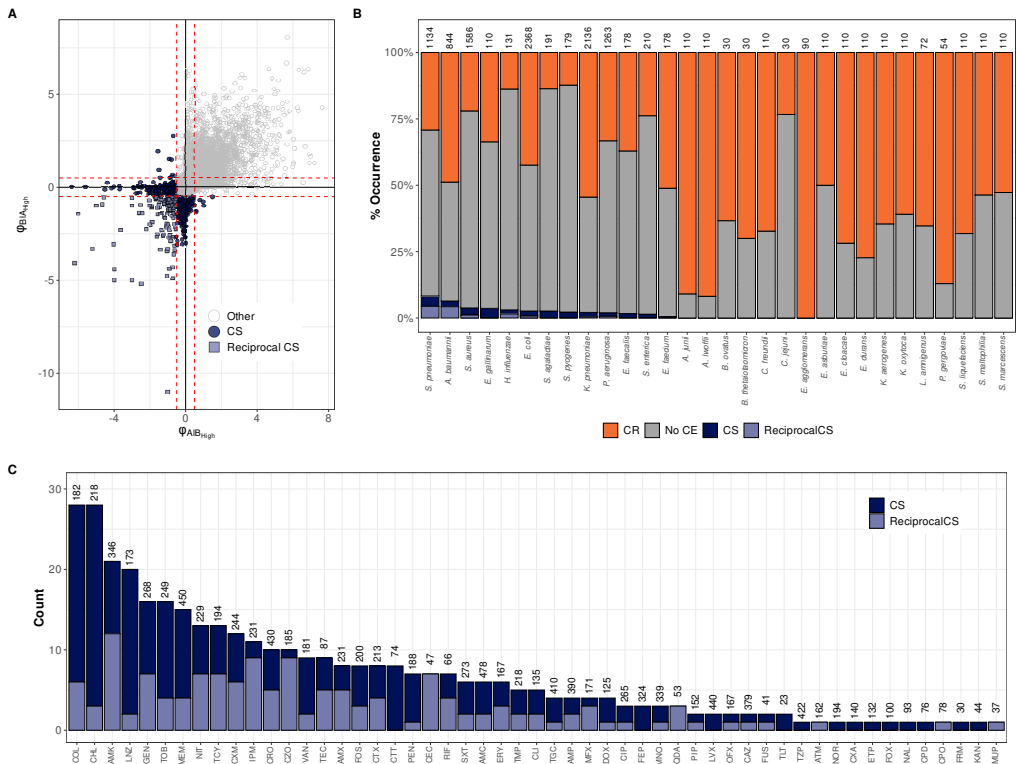 A
5
0
-5
-10
-4
0
4
8
φBIAHigh
φAIBHigh
Other
CS
Reciprocal CS
B
1134 844 1586 110 131 2368 191 179 2136 1263 178 210 178 110 110 30 30 110 30 90 110 110 110 110 110 72 54 110 110 110
100%
75%
50%
25%
0%
% Occurrence
S. pneumoniae
A. baumannii
S. aureus
E. gallinarum
H. influenzae
E. coli
S. agalactiae
S. pyogenes
K. pneumoniae
P. aeruginosa
E. faecalis
S. enterica
E. faecium
A. junii
A. lwoffii
B. ovatus
B. thetaiotaomicron
C. freundii
C. jejuni
E. agglomerans
E. asburiae
E. cloacae
E. durans
K. aerogenes
K. oxytoca
L. amnigenus
P. gergoviae
S. liquefaciens
S. maltophilia
S. marcescens
CR No CE CS ReciprocalCS
C
30
20
10
0
Count
182 218 346 173 268 249 450 229 194 244 231 430 185 181 87 231 200 213 74 188 47 66 273 478 167 218 135 410 390 171 125 265 324 339 53 152 440 167 379 41 23 422 162 194 140 132 100 93 76 78 30 44 37
CS
ReciprocalCS
COL CHL AMK LNZ GEN TOB MEM NIT TCY CXM IPM CRO CZO VAN TEC AMX FOS CTX CTT PEN CEC RIF SXT AMC ERY TMP CLI TGC AMP MFX DOX CIP FEP MNO QDA PIP LVX OFX CAZ FUS TLT TZP ATM NOR CXA ETP FOX NAL CPD CPO FRM KAN MUP